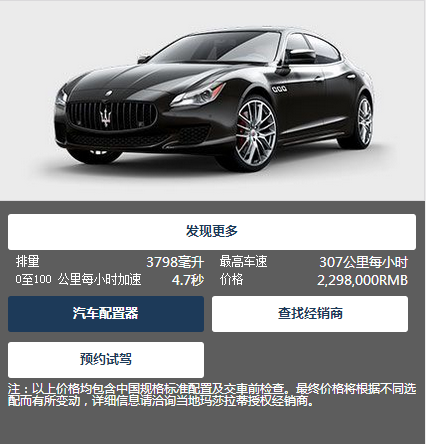 发现更多
排量 3798毫升 最高车速 307公里每小时
0至100 公里每小时加速 4.7秒 价格 2,298,000RMB
汽车配置器 查找经销商
预约试驾
注：以上价格均包含中国规格标准配置及交車前检查。最终价格将根据不同选
配而有所变动，详细信息请洽询当地玛莎拉蒂授权经销商。